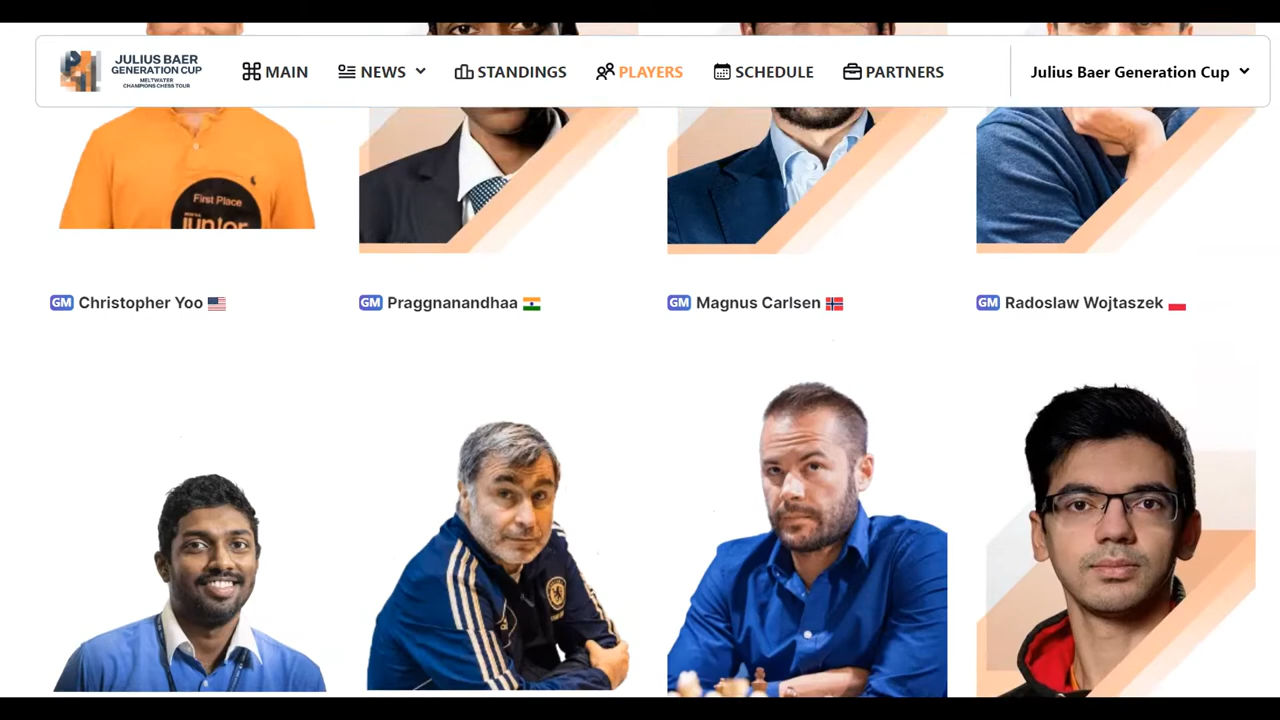 JULIUS BAER
GENERATION CUP
MELTWATER
CHAMPIONS CHESS TOUR
MAIN
NEWS
STANDINGS
PLAYERS
SCHEDULE
PARTNERS
Julius Baer Generation Cup
First Place
junior
GM Christopher Yoo
GM Praggnanandhaa
GM Magnus Carlsen
GM Radoslaw Wojtaszek